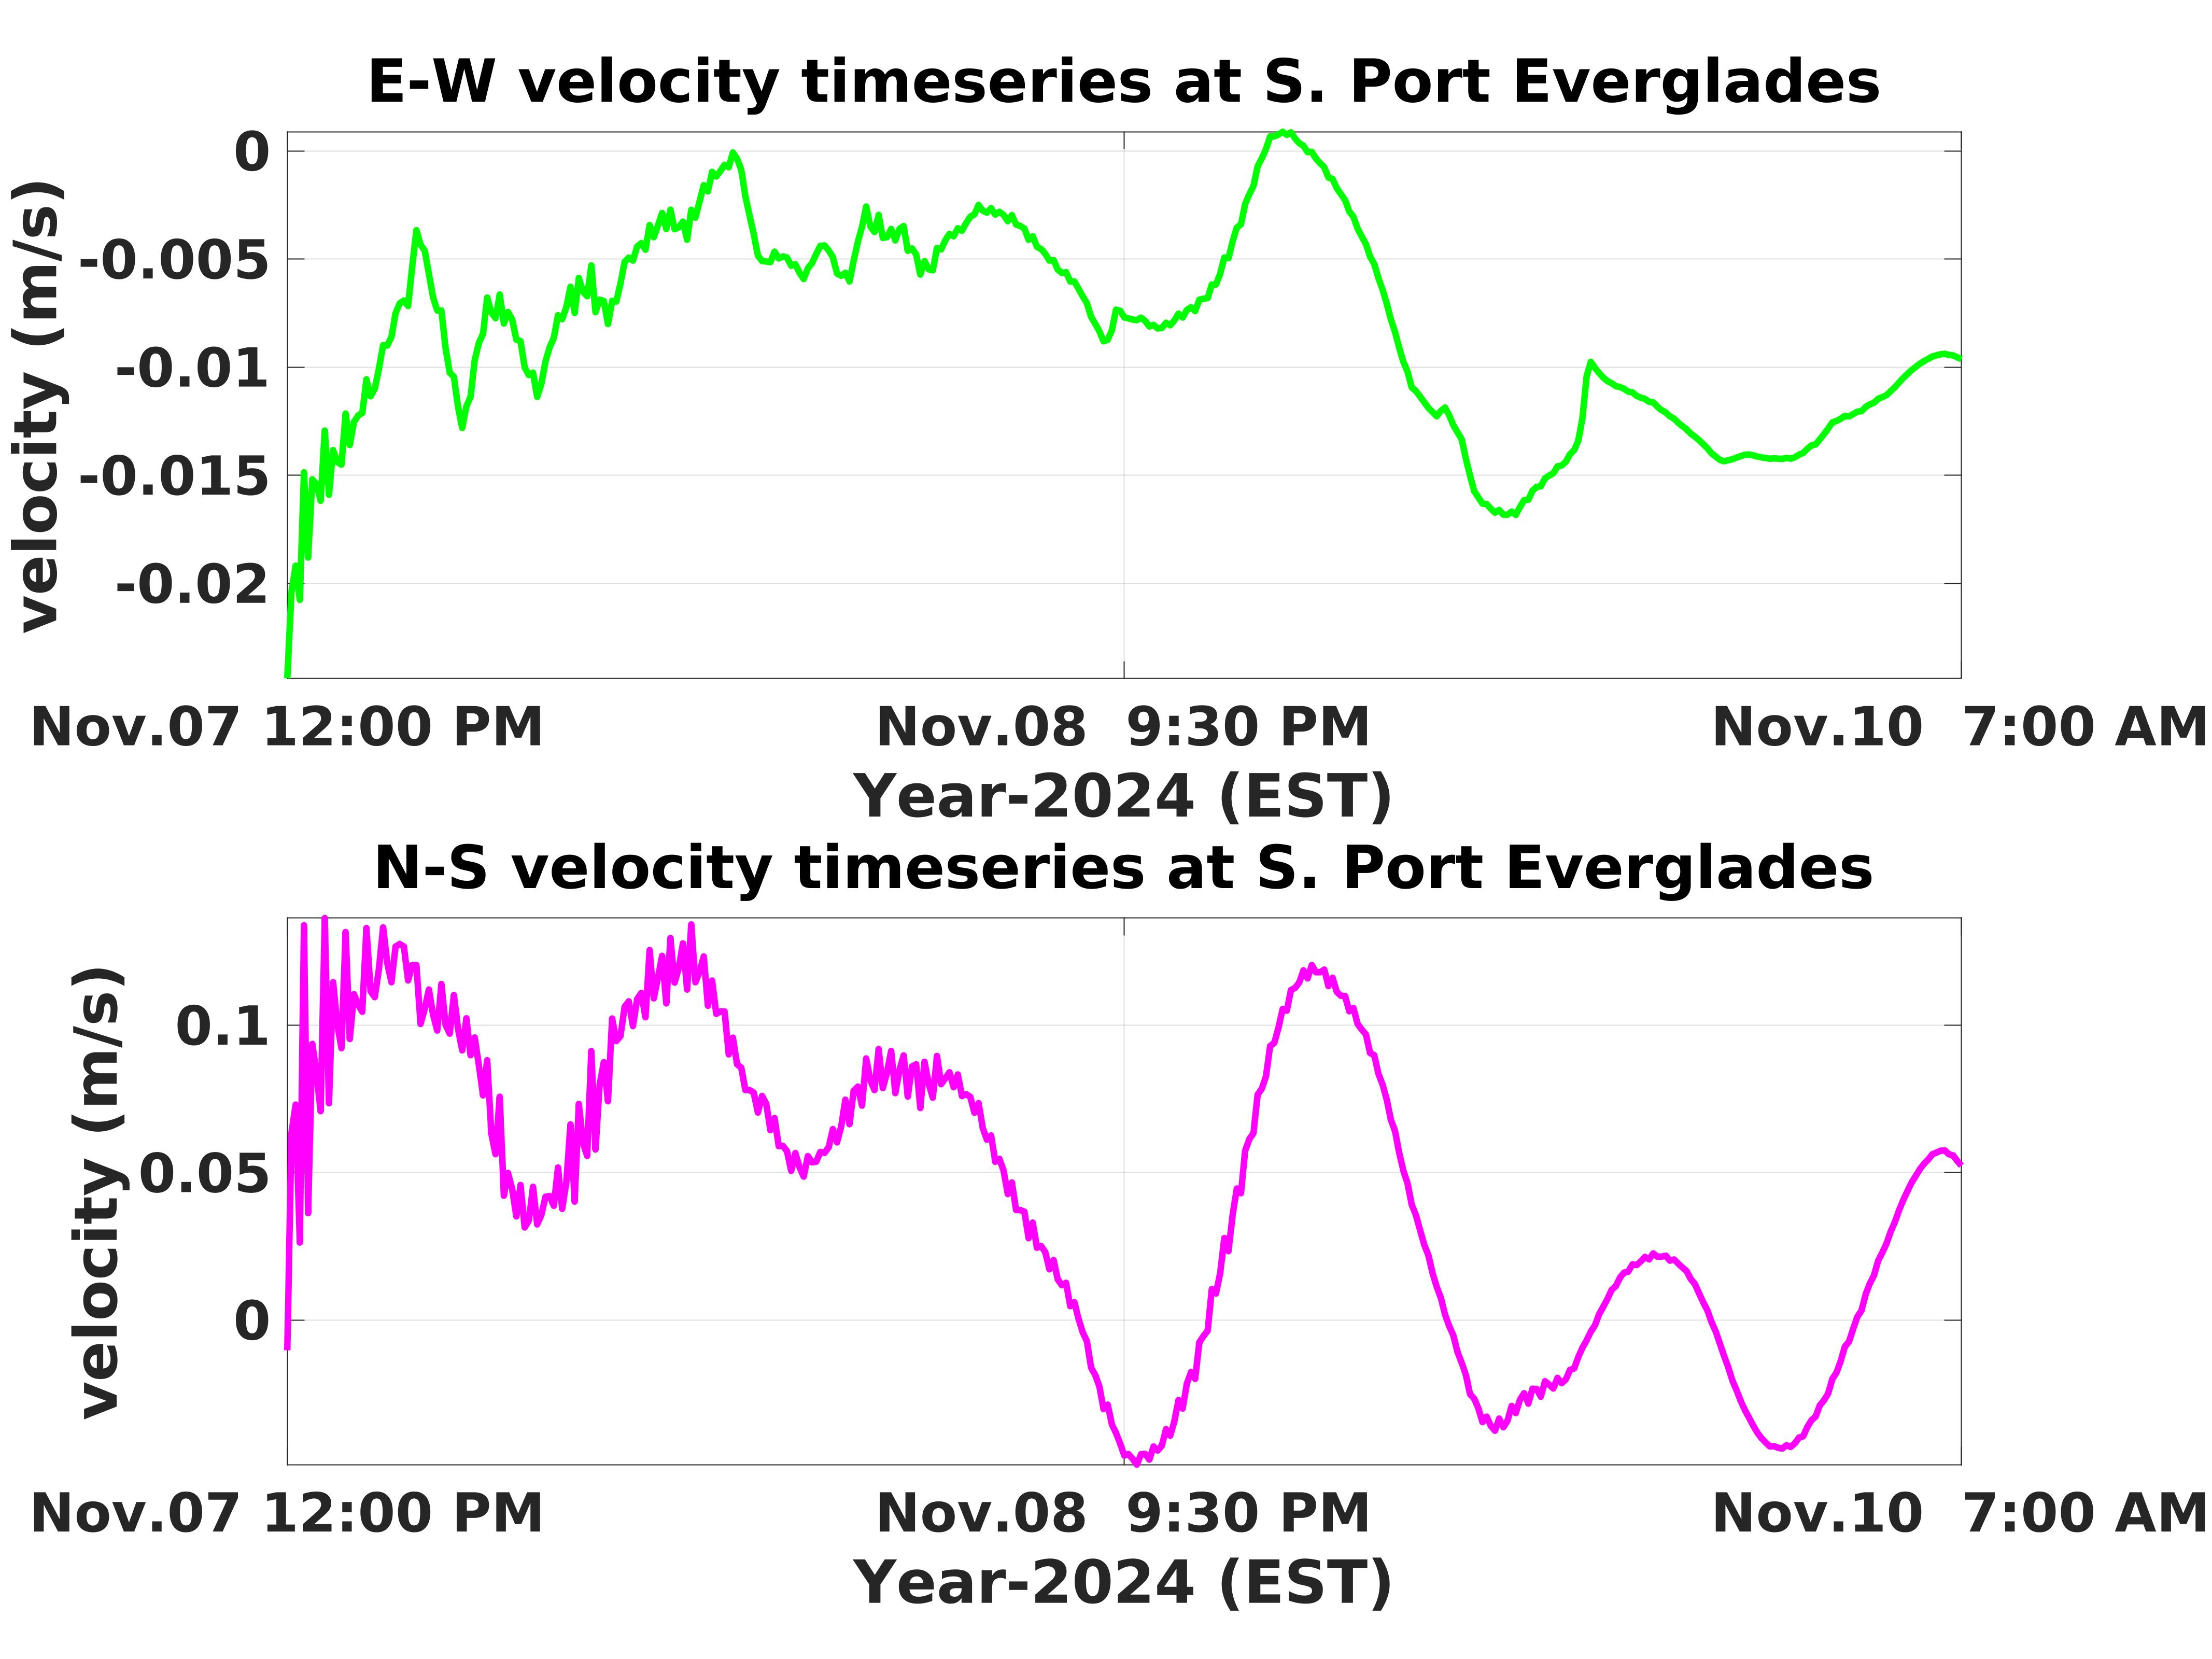 E-W velocity timeseries at S. Port Everglades
velocity (m/s)
0
-0.005
-0.01
-0.015
-0.02
Nov.07 12:00 PM Nov.08  9:30 PM Nov.10  7:00 AM
Year-2024 (EST)
N-S velocity timeseries at S. Port Everglades
velocity (m/s)
0.1
0.05
0
Nov.07 12:00 PM Nov.08  9:30 PM Nov.10  7:00 AM
Year-2024 (EST)